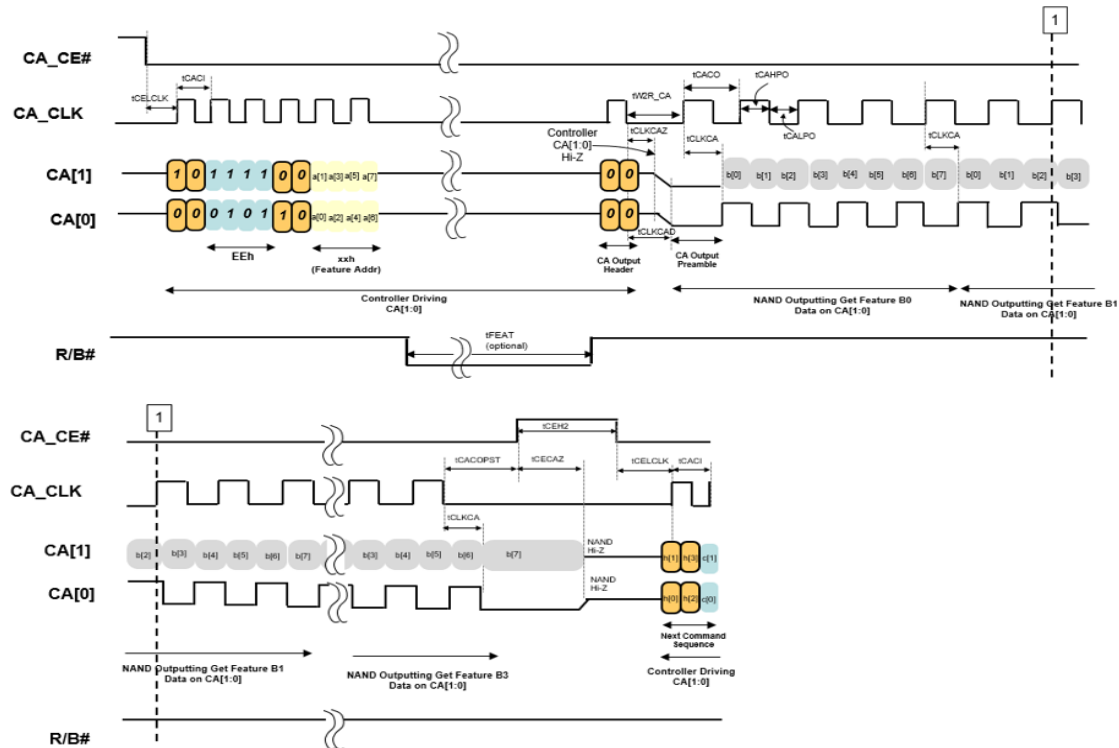 1
CA_CE#
tCACI
tCELCLK
tCACO
tCAHPO
tW2R_CA
CA_CLK
tCALPO
tCLKCAZ
Controller
CA[1:0]
Hi-Z
tCLKCA
tCLKCA
CA[1]
1 0 1 1 1 1 0 0 a[1] a[3] a[5] a[7]
0 0
b[0] b[1] b[2] b[3] b[4] b[5] b[6] b[7] b[0] b[1] b[2] b[3]
CA[0]
0 0 0 1 0 1 1 0 a[0] a[2] a[4] a[6]
0 0
tCLKCAD
EEh
xxh
(Feature Addr)
CA Output
Header
CA Output
Preamble
Controller Driving
CA[1:0]
NAND Outputting Get Feature B0
Data on CA[1:0]
NAND Outputting Get Feature B1
Data on CA[1:0]
R/B#
tFEAT
(optional)
1
CA_CE#
tCEH2
tCACOPST
tCECAZ
tCELCLK
tCACI
CA_CLK
tCLKCA
CA[1]
b[2] b[3] b[4] b[5] b[6] b[7] b[3] b[4] b[5] b[6] b[7]
NAND
Hi-Z
h[1] h[3] c[1]
CA[0]
NAND
Hi-Z
h[0] h[2] c[0]
Next Command
Sequence
NAND Outputting Get Feature B1
Data on CA[1:0]
NAND Outputting Get Feature B3
Data on CA[1:0]
Controller Driving
CA[1:0]
R/B#